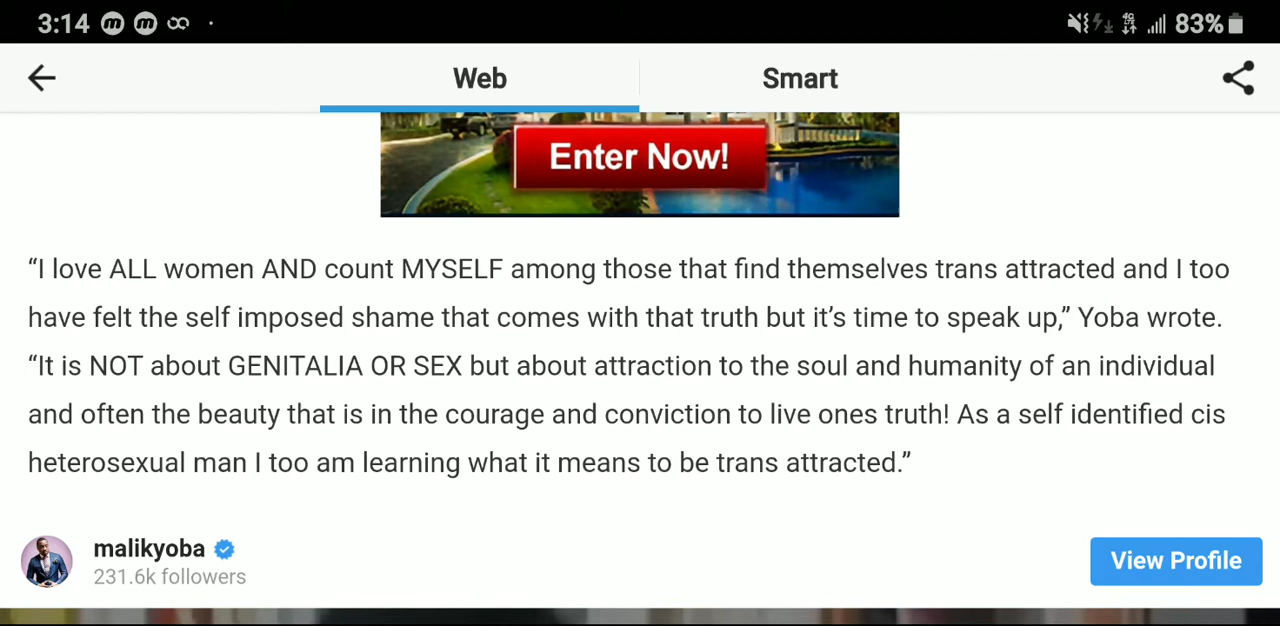 3:14
83%
Web
Smart
Enter Now!
“I love ALL women AND count MYSELF among those that find themselves trans attracted and I too
have felt the self imposed shame that comes with that truth but it’s time to speak up,” Yoba wrote.
“It is NOT about GENITALIA OR SEX but about attraction to the soul and humanity of an individual
and often the beauty that is in the courage and conviction to live ones truth! As a self identified cis
heterosexual man I too am learning what it means to be trans attracted.”
malikyoba
231.6k followers
View Profile